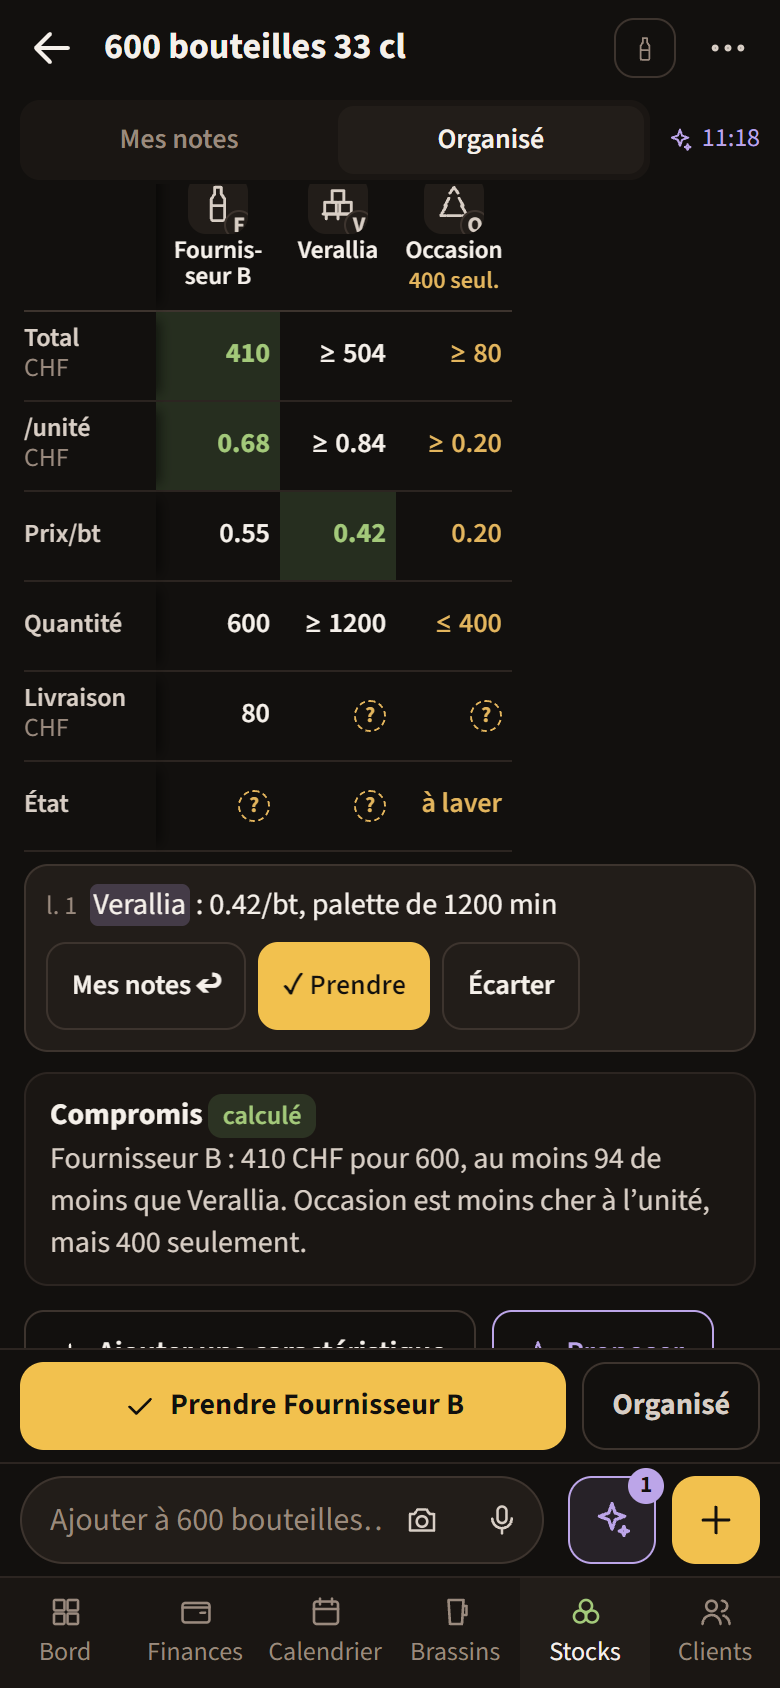 600 bouteilles 33 cl
Mes notes
Organisé
11:18
F
V
O
Fournis-
seur B
Verallia
Occasion
400 seul.
Total
CHF
410
≥ 504
≥ 80
/unité
CHF
0.68
≥ 0.84
≥ 0.20
Prix/bt
0.55
0.42
0.20
Quantité
600
≥ 1200
≤ 400
Livraison
CHF
80
?
?
État
?
?
à laver
l. 1 Verallia : 0.42/bt, palette de 1200 min
Mes notes ↩
✓ Prendre
Écarter
Compromis calculé
Fournisseur B : 410 CHF pour 600, au moins 94 de
moins que Verallia. Occasion est moins cher à l’unité,
mais 400 seulement.
Ajouter une caractéristique
Proposer
Prendre Fournisseur B
Organisé
Ajouter à 600 bouteilles…
1
Bord
Finances
Calendrier
Brassins
Stocks
Clients